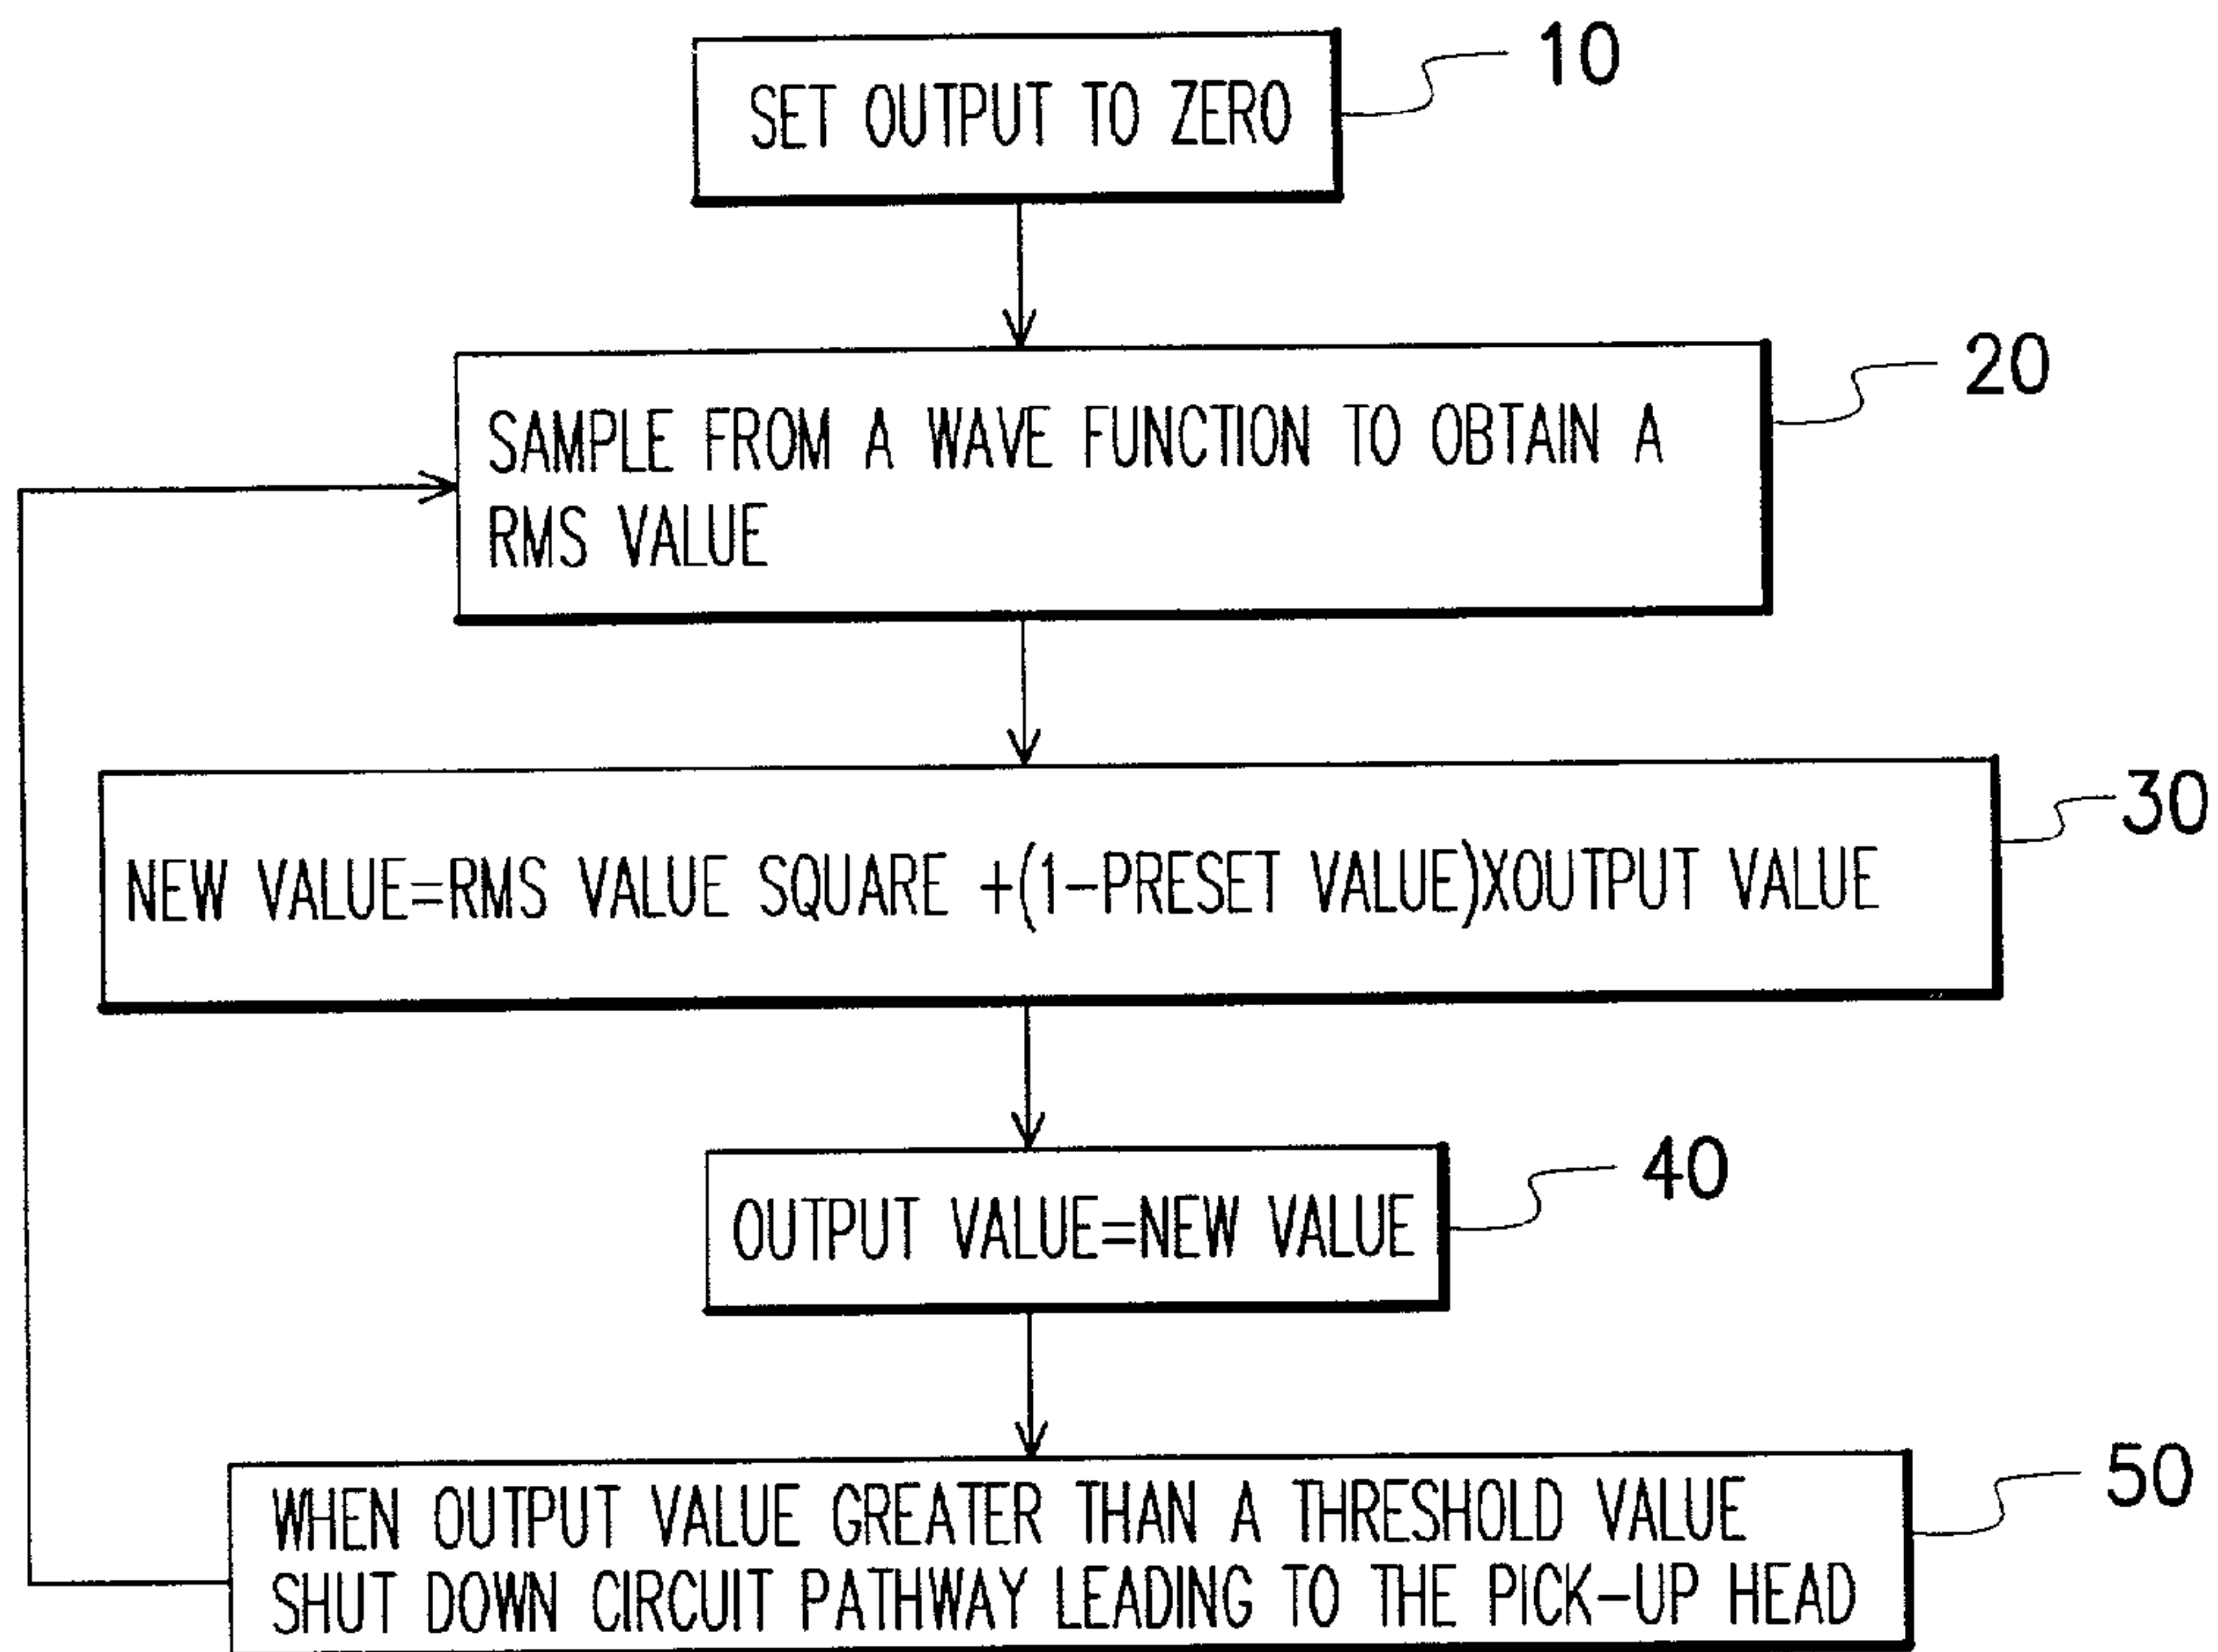 SET OUTPUT TO ZERO
10
SAMPLE FROM A WAVE FUNCTION TO OBTAIN A
RMS VALUE
20
NEW VALUE=RMS VALUE SQUARE +(1-PRESET VALUE)XOUTPUT VALUE
30
OUTPUT VALUE=NEW VALUE
40
WHEN OUTPUT VALUE GREATER THAN A THRESHOLD VALUE
SHUT DOWN CIRCUIT PATHWAY LEADING TO THE PICK-UP HEAD
50